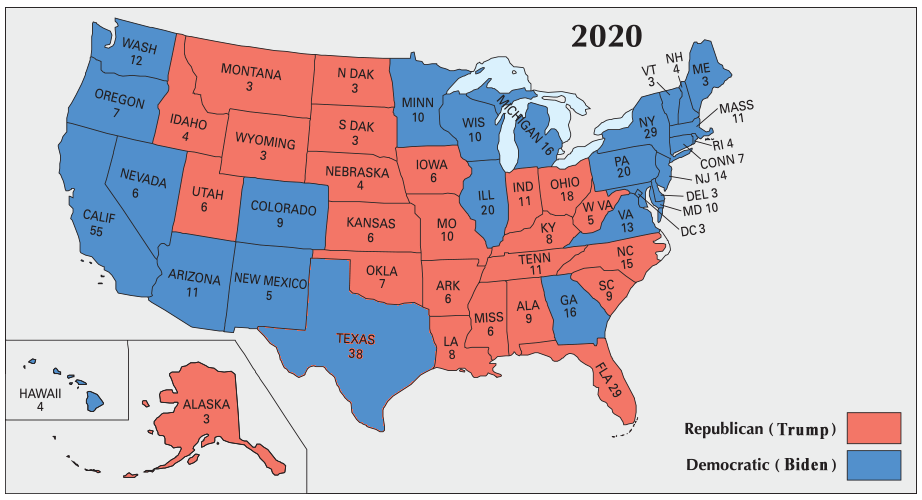 2020
WASH
12
OREGON
7
CALIF
55
NEVADA
6
IDAHO
4
MONTANA
3
WYOMING
3
UTAH
6
COLORADO
9
ARIZONA
11
NEW MEXICO
5
N DAK
3
S DAK
3
NEBRASKA
4
KANSAS
6
OKLA
7
TEXAS
38
MINN
10
IOWA
6
MO
10
ARK
6
LA
8
WIS
10
ILL
20
MICHIGAN 16
IND
11
OHIO
18
KY
8
TENN
11
MISS
6
ALA
9
GA
16
FLA 29
SC
9
NC
15
VA
13
W VA
5
PA
20
NY
29
VT
3
NH
4
ME
3
MASS
11
RI 4
CONN 7
NJ 14
DEL 3
MD 10
DC 3
HAWAII
4
ALASKA
3
Republican (Trump)
Democratic (Biden)